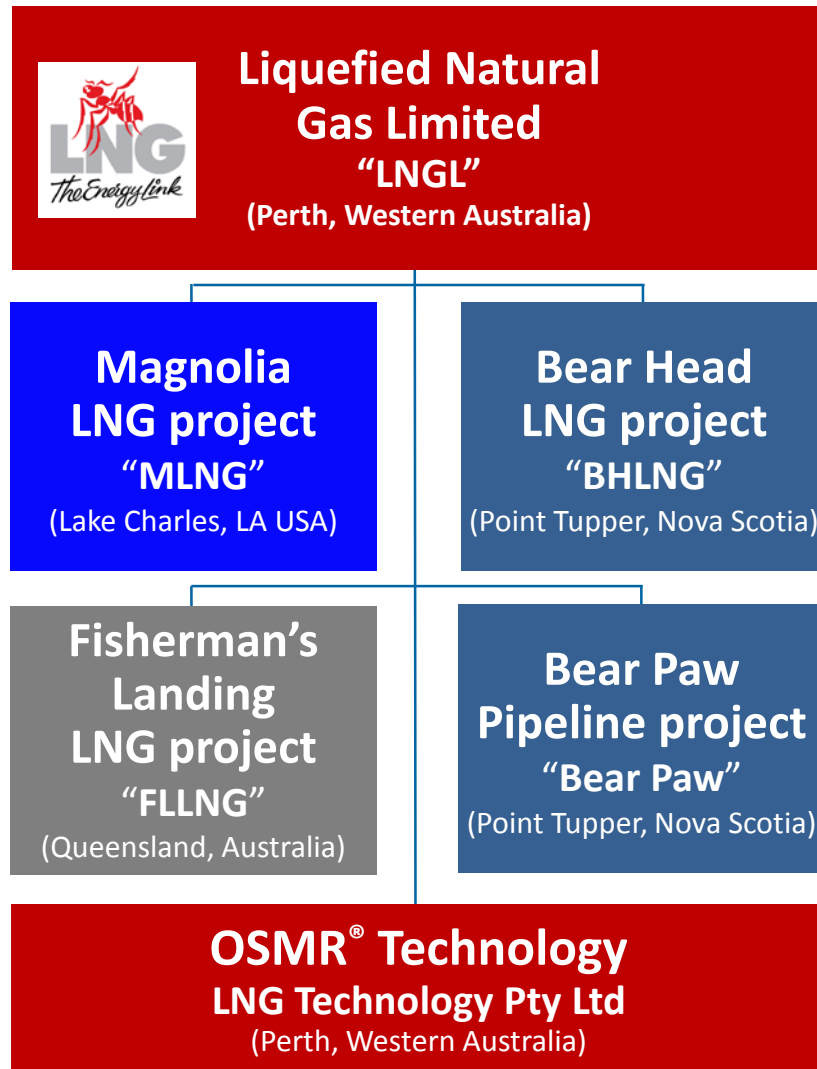 LNG
The Energy Link
Liquefied Natural
Gas Limited
“LNGL”
(Perth, Western Australia)
Magnolia
LNG project
“MLNG”
(Lake Charles, LA USA)
Bear Head
LNG project
“BHLNG”
(Point Tupper, Nova Scotia)
Fisherman’s
Landing
LNG project
“FLLNG”
(Queensland, Australia)
Bear Paw
Pipeline project
“Bear Paw”
(Point Tupper, Nova Scotia)
OSMR® Technology
LNG Technology Pty Ltd
(Perth, Western Australia)